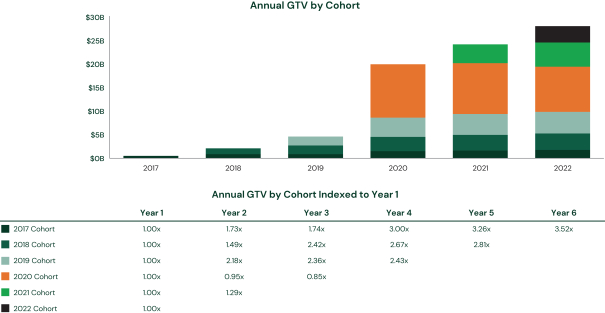 Annual GTV by Cohort
$30B
$25B
$20B
$15B
$10B
$5B
$0B
2017 2018 2019 2020 2021 2022
Annual GTV by Cohort Indexed to Year 1
Year 1 Year 2 Year 3 Year 4 Year 5 Year 6
2017 Cohort 1.00x 1.73x 1.74x 3.00x 3.26x 3.52x
2018 Cohort 1.00x 1.49x 2.42x 2.67x 2.81x
2019 Cohort 1.00x 2.18x 2.36x 2.43x
2020 Cohort 1.00x 0.95x 0.85x
2021 Cohort 1.00x 1.29x
2022 Cohort 1.00x